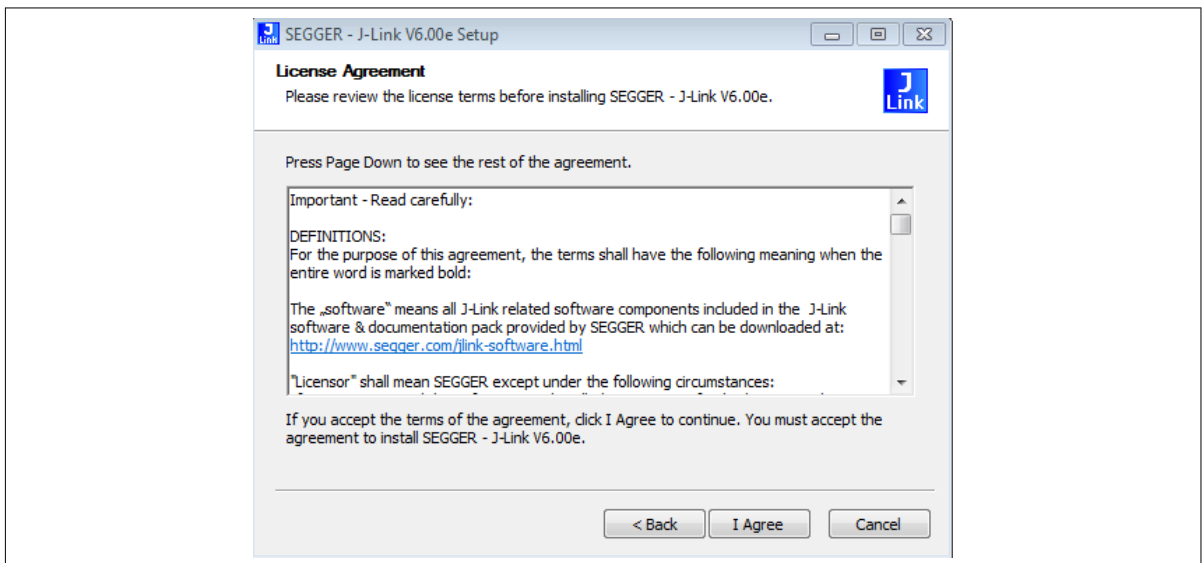 J Link SEGGER - J-Link V6.00e Setup
License Agreement
Please review the license terms before installing SEGGER - J-Link V6.00e.
J
Link
Press Page Down to see the rest of the agreement.
Important - Read carefully:
DEFINITIONS:
For the purpose of this agreement, the terms shall have the following meaning when the
entire word is marked bold:
The „software“ means all J-Link related software components included in the  J-Link
software & documentation pack provided by SEGGER which can be downloaded at:
http://www.segger.com/jlink-software.html
"Licensor" shall mean SEGGER except under the following circumstances:
If you accept the terms of the agreement, click I Agree to continue. You must accept the
agreement to install SEGGER - J-Link V6.00e.
< Back
I Agree
Cancel